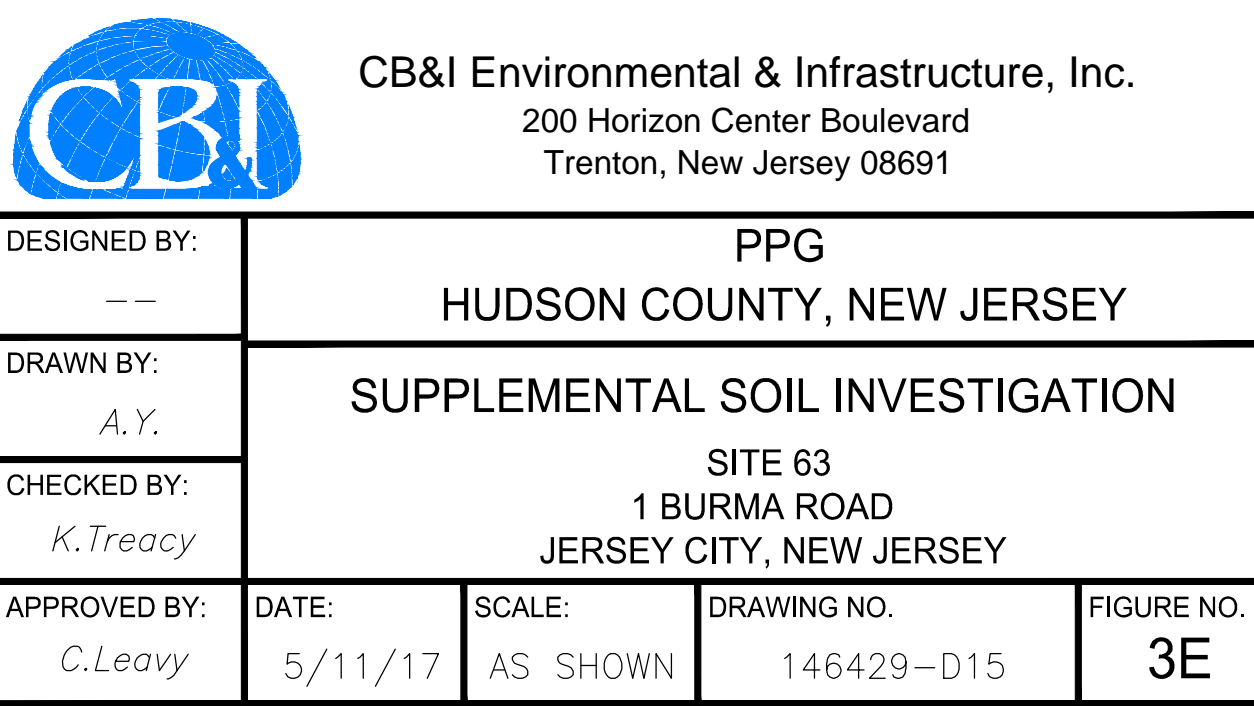 CB&I
CB&I Environmental & Infrastructure, Inc.
200 Horizon Center Boulevard
Trenton, New Jersey 08691
DESIGNED BY:
——
PPG
HUDSON COUNTY, NEW JERSEY
DRAWN BY:
A.Y.
SUPPLEMENTAL SOIL INVESTIGATION
SITE 63
1 BURMA ROAD
JERSEY CITY, NEW JERSEY
CHECKED BY:
K.Treacy
APPROVED BY:
C.Leavy
DATE:
5/11/17
SCALE:
AS SHOWN
DRAWING NO.
146429-D15
FIGURE NO.
3E